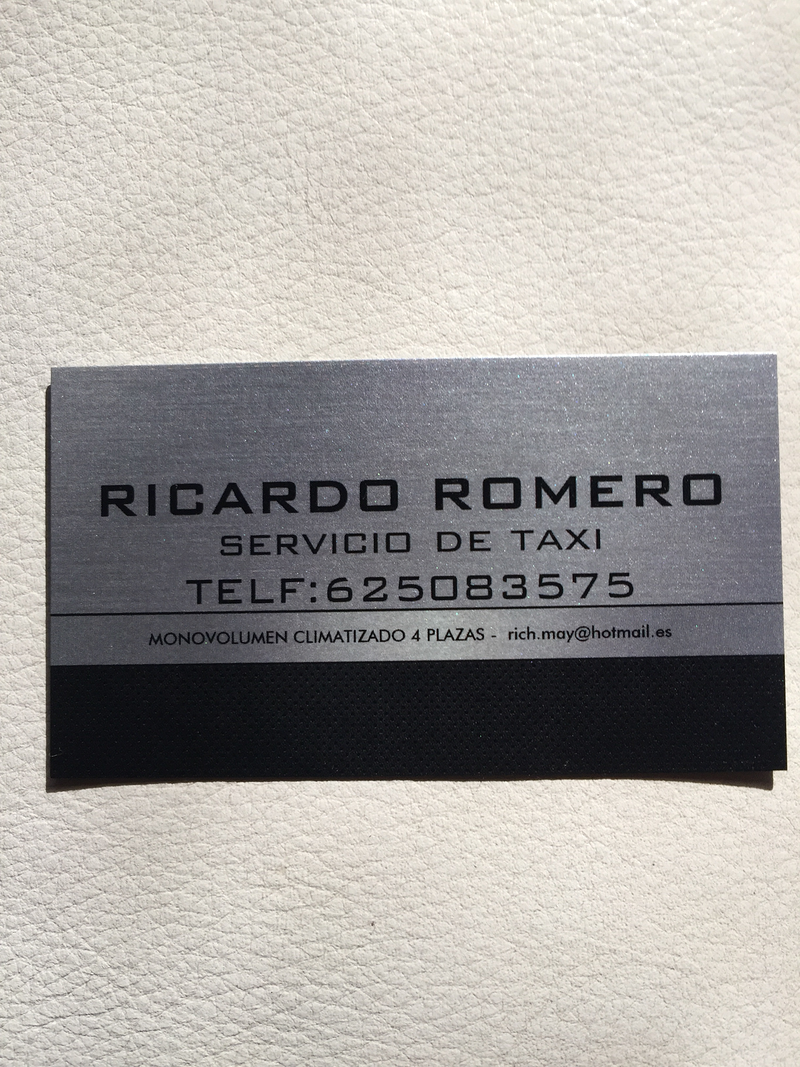 RICARDO ROMERO
SERVICIO DE TAXI
TELF:625083575
MONOVOLUMEN CLIMATIZADO 4 PLAZAS - rich.may@hotmail.es